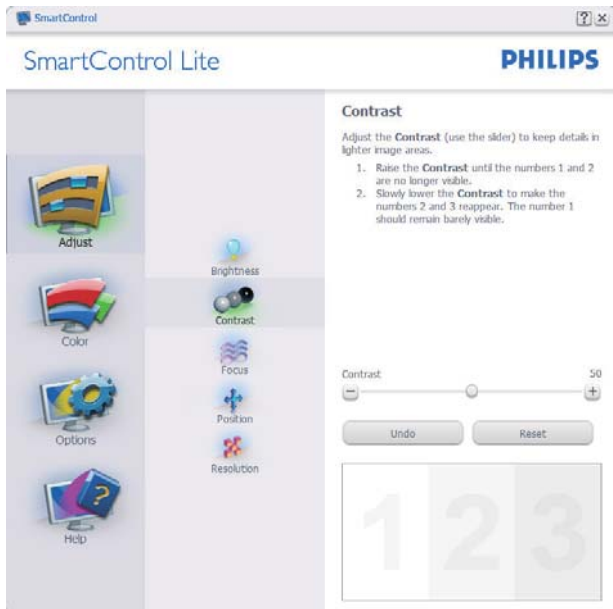 SmartControl
SmartControl Lite
PHILIPS
Adjust
Color
Options
Help
Brightness
Contrast
Focus
Position
Resolution
Contrast
Adjust the Contrast (use the slider) to keep details in
lighter image areas.
1. Raise the Contrast until the numbers 1 and 2
are no longer visible.
2. Slowly lower the Contrast to make the
numbers 2 and 3 reappear. The number 1
should remain barely visible.
Contrast 50
Undo Reset
1 2 3